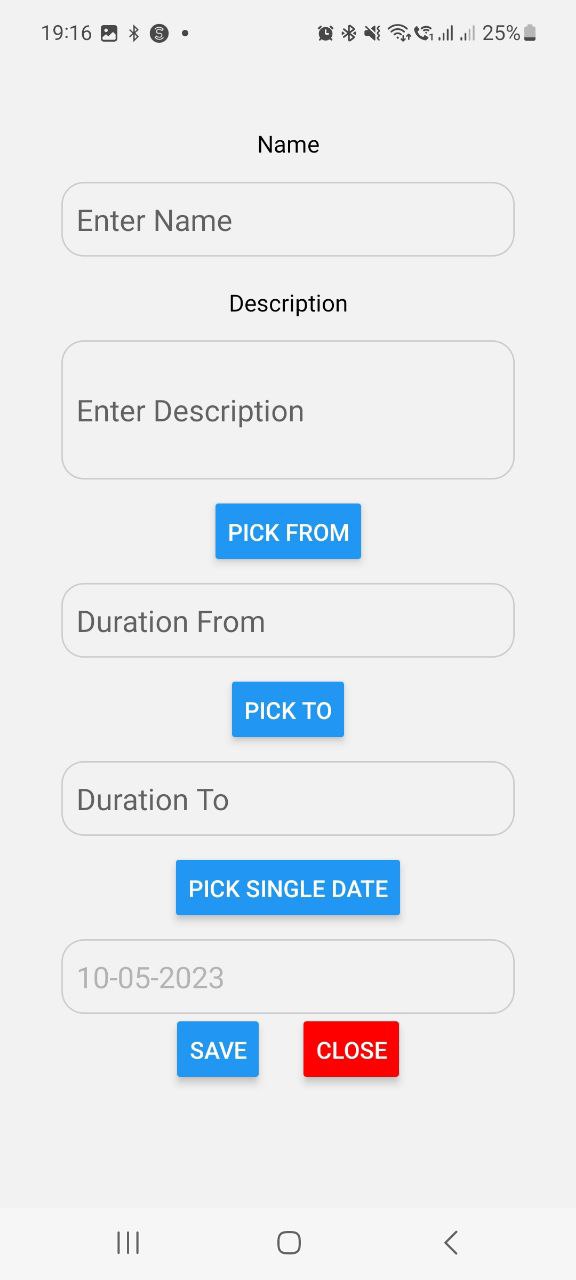 19:16 25%
Name
Enter Name
Description
Enter Description
PICK FROM
Duration From
PICK TO
Duration To
PICK SINGLE DATE
10-05-2023
SAVE CLOSE